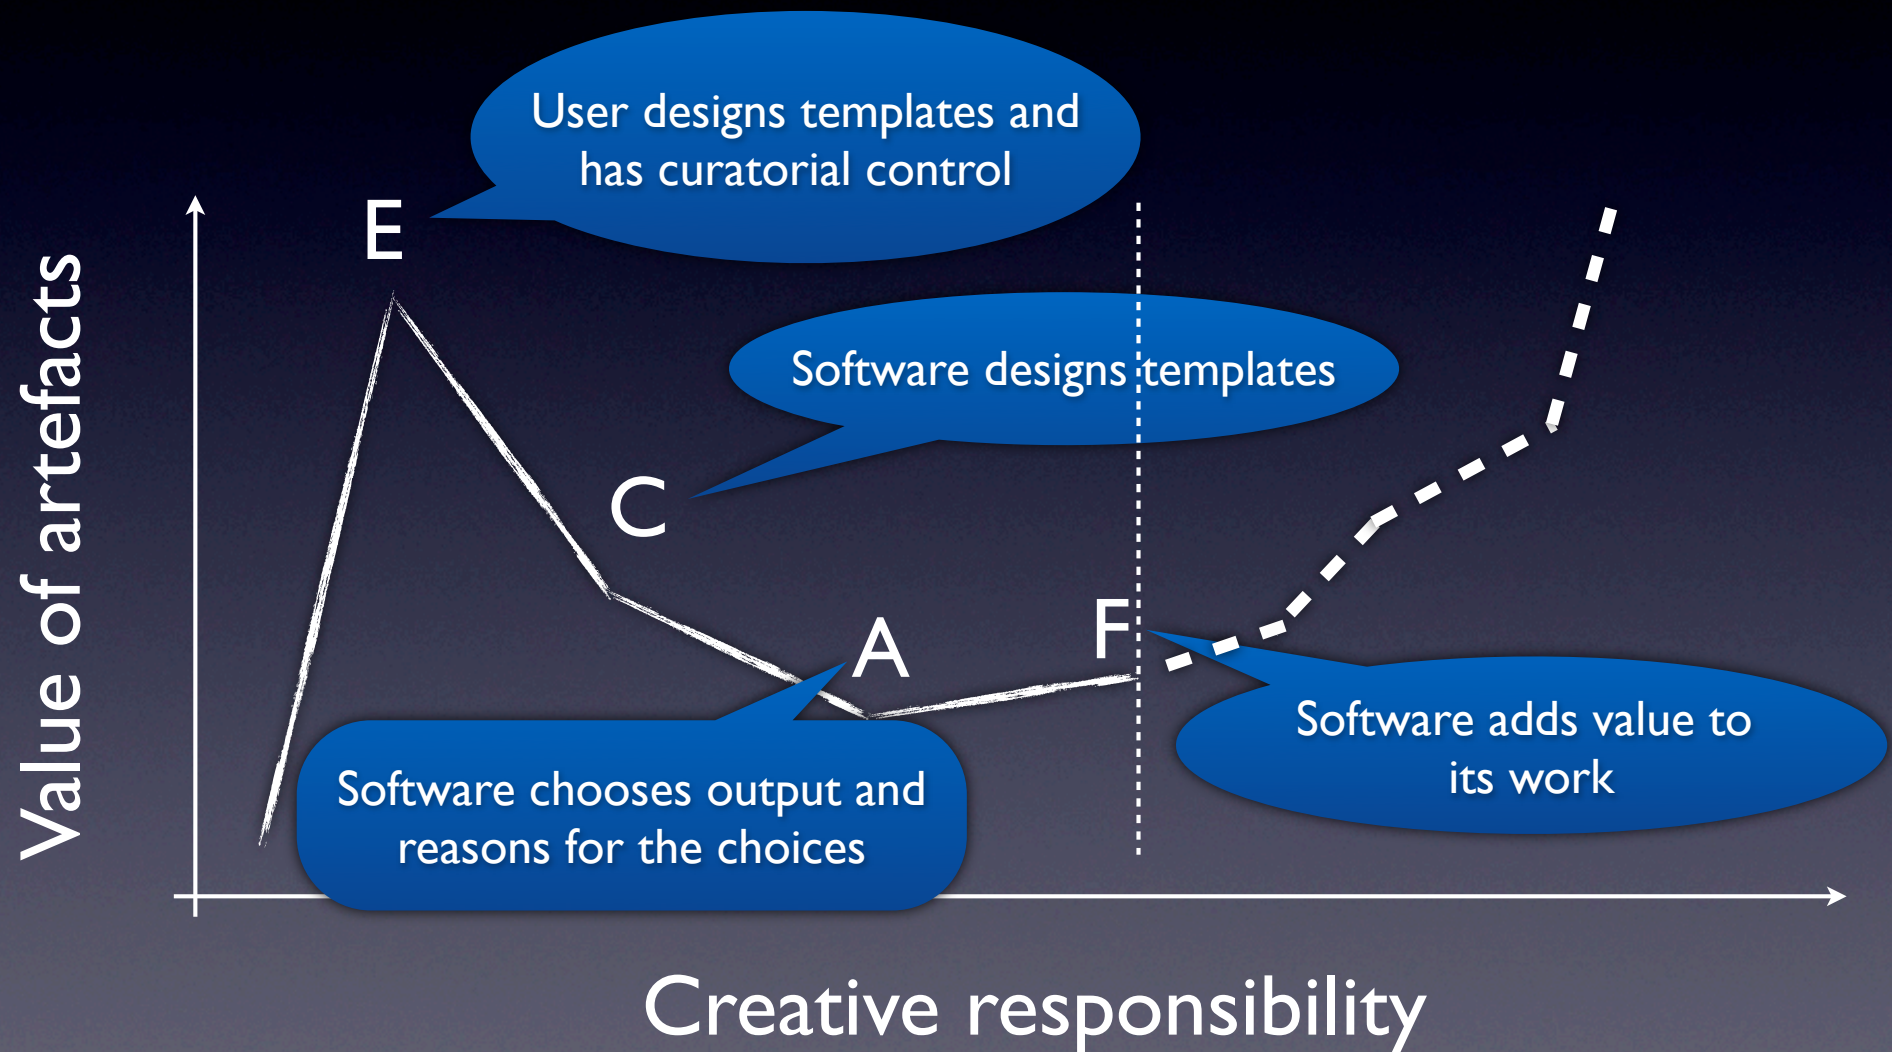 User designs templates and
has curatorial control
E
Software designs templates
C
A
F
Software chooses output and
reasons for the choices
Software adds value to
its work
Value of artefacts
Creative responsibility